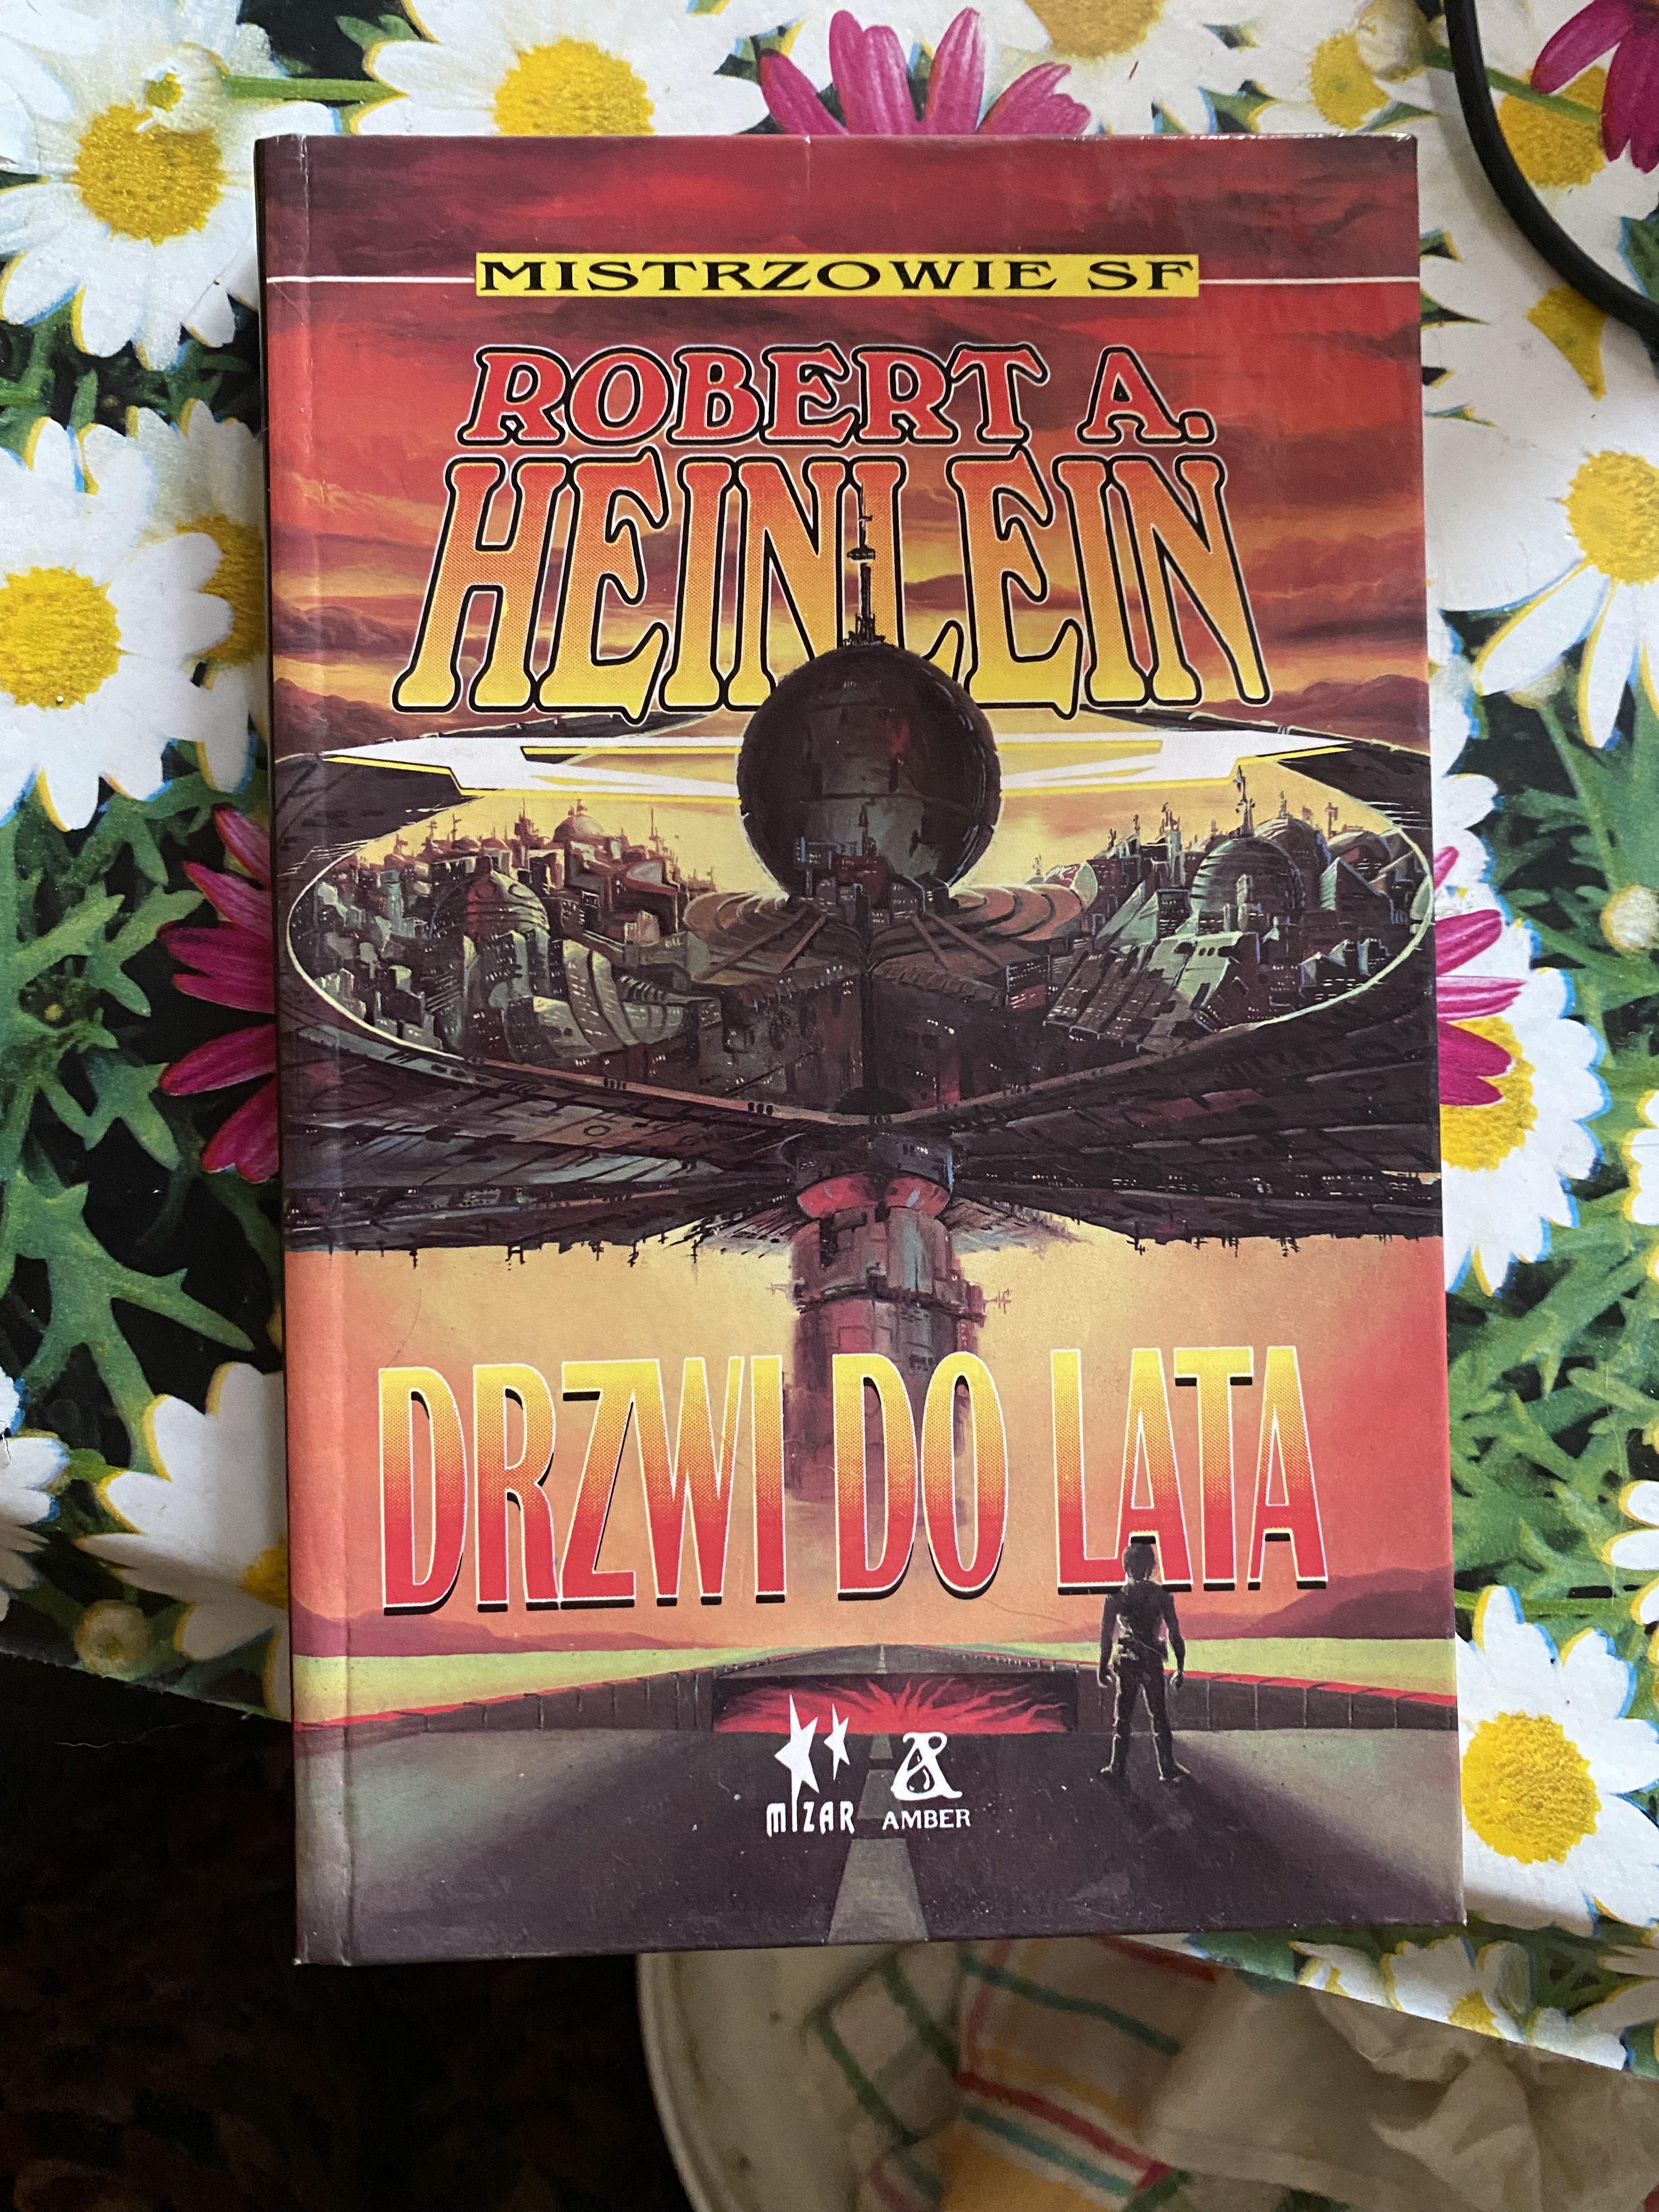 MISTRZOWIE SF
ROBERT A.
HEINLEIN
DRZWI DO LATA
MIZAR
AMBER